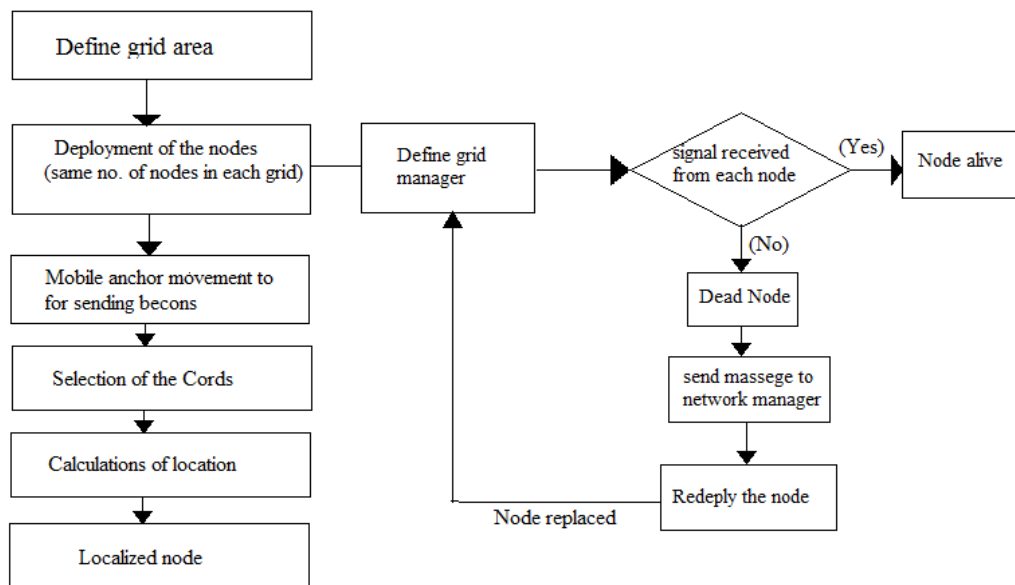 Define grid area
Deployment of the nodes
(same no. of nodes in each grid)
Mobile anchor movement to
for sending becons
Selection of the Cords
Calculations of location
Localized node
Define grid
manager
signal received
from each node
(Yes)
Node alive
(No)
Dead Node
send massege to
network manager
Redeply the node
Node replaced